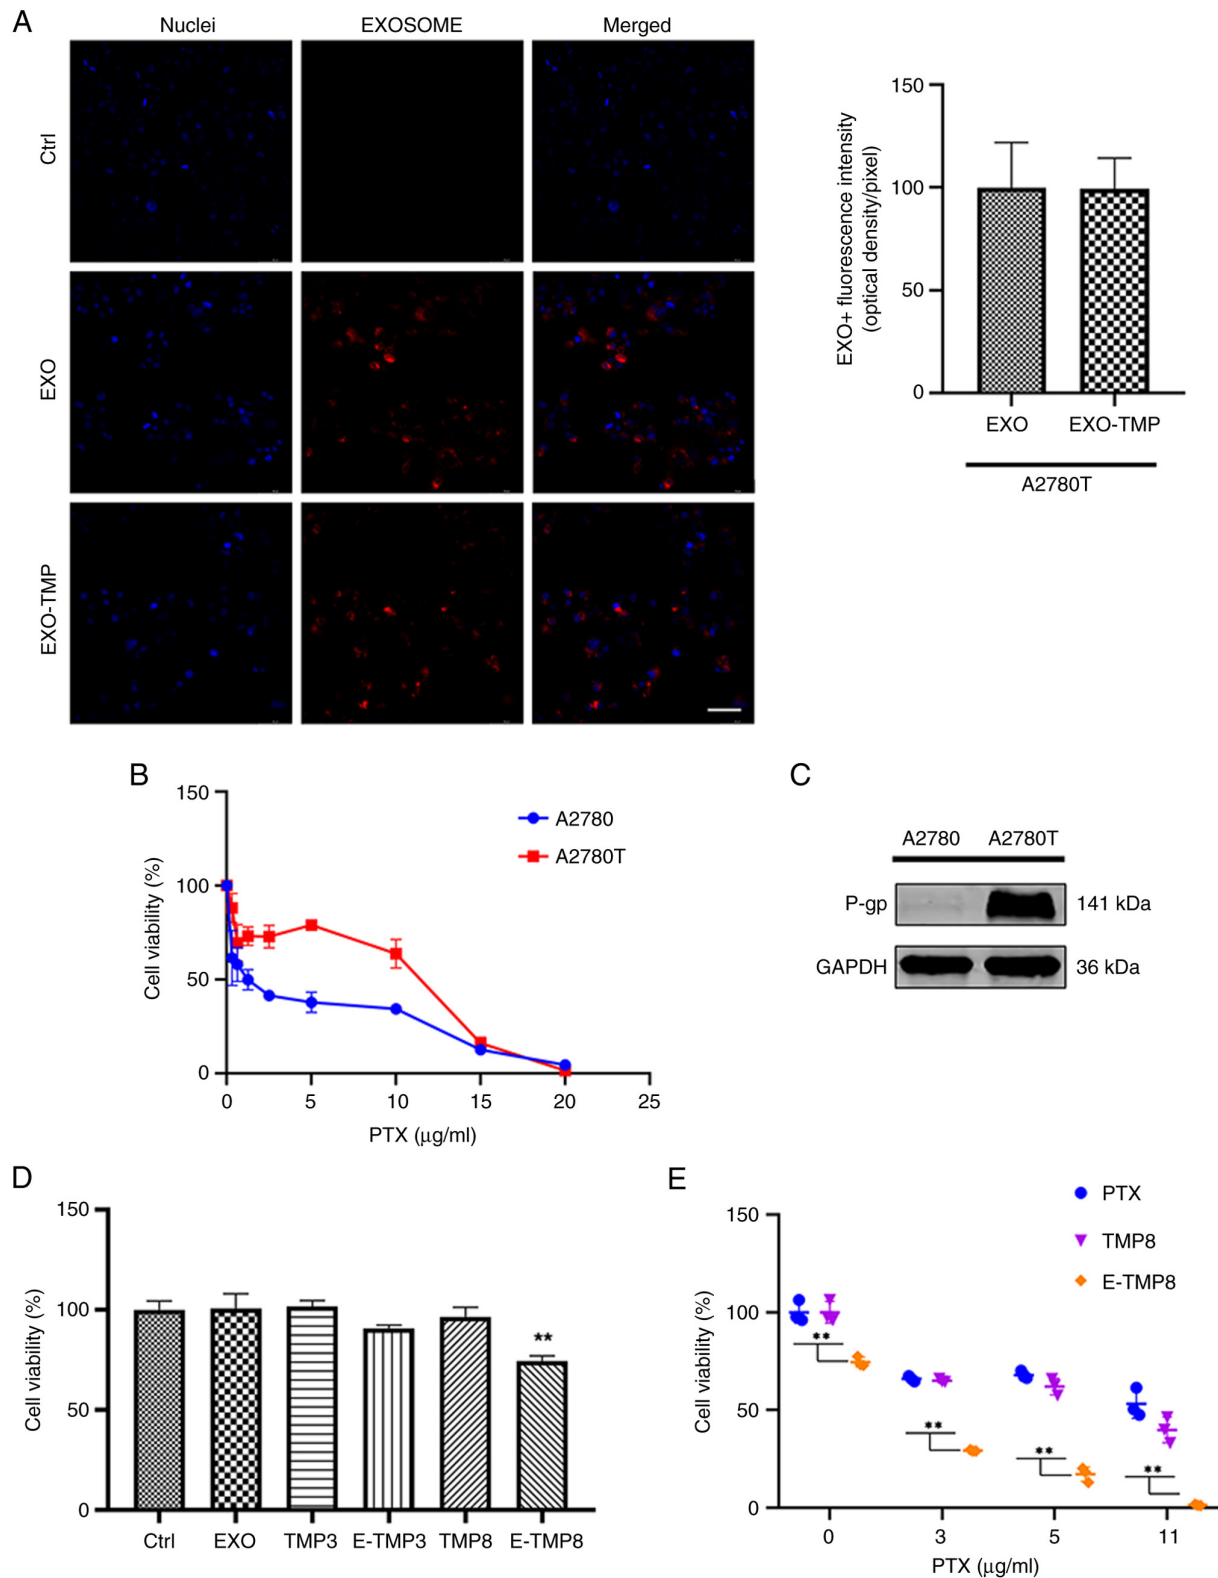 A
Nuclei EXOSOME Merged
Ctrl
EXO
EXO-TMP
EXO+ fluorescence intensity
(optical density/pixel)
150
100
50
0
EXO EXO-TMP
A2780T
B
Cell viability (%)
150
100
50
0
0 5 10 15 20 25
PTX (μg/ml)
A2780
A2780T
C
A2780 A2780T
P-gp 141 kDa
GAPDH 36 kDa
D
Cell viability (%)
150
100
50
0
**
Ctrl EXO TMP3 E-TMP3 TMP8 E-TMP8
E
Cell viability (%)
150
100
50
0
PTX
TMP8
E-TMP8
**
**
**
**
0 3 5 11
PTX (μg/ml)